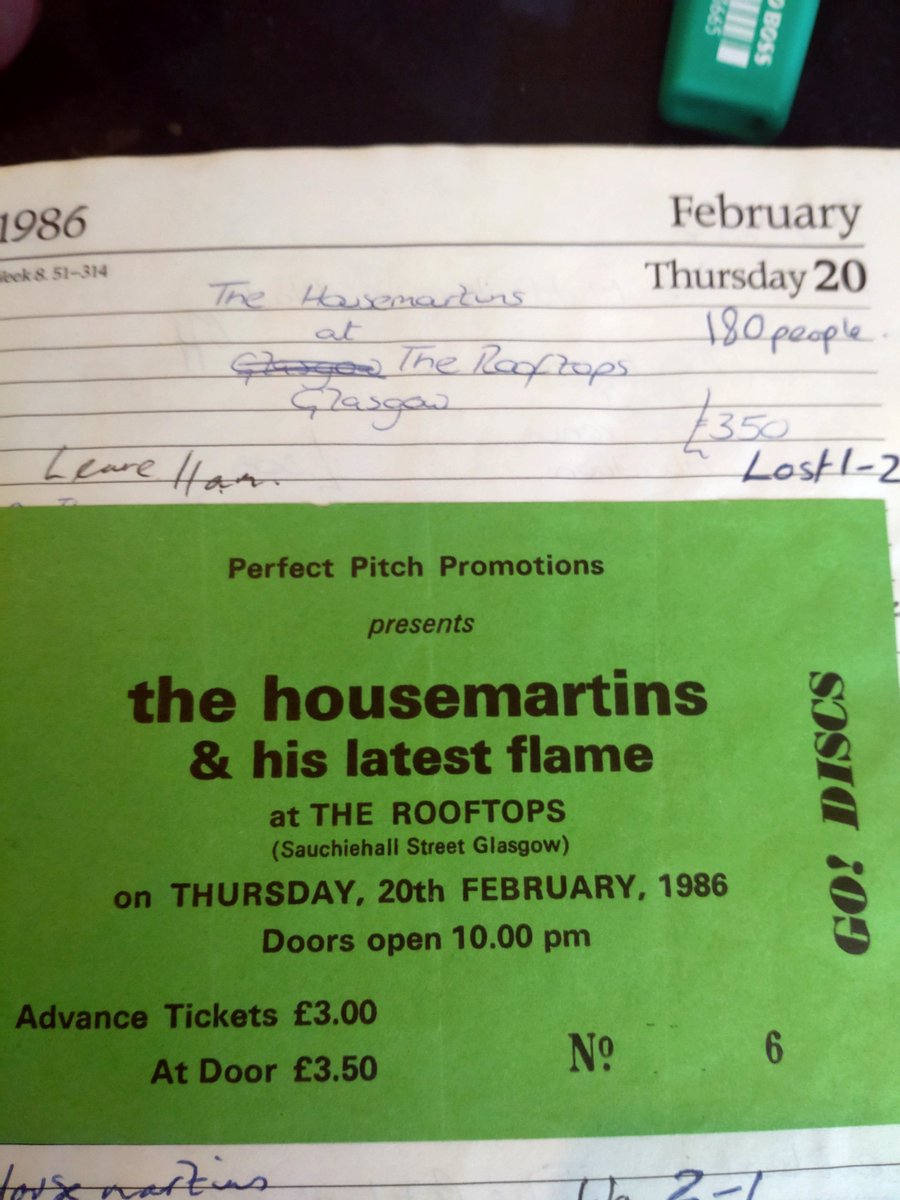 BOSS
1986
February
Week 8. 51–314
Thursday 20
The Housemartins
180 people.
at
Glasgow The Rooftops
Glasgow
£350
Leave 11am.
Lost 1-2
Perfect Pitch Promotions
presents
the housemartins
& his latest flame
at THE ROOFTOPS
(Sauchiehall Street Glasgow)
on THURSDAY, 20th FEBRUARY, 1986
Doors open 10.00 pm
GO! DISCS
Advance Tickets £3.00
At Door £3.50
Nº 6
Housemartins
2-1